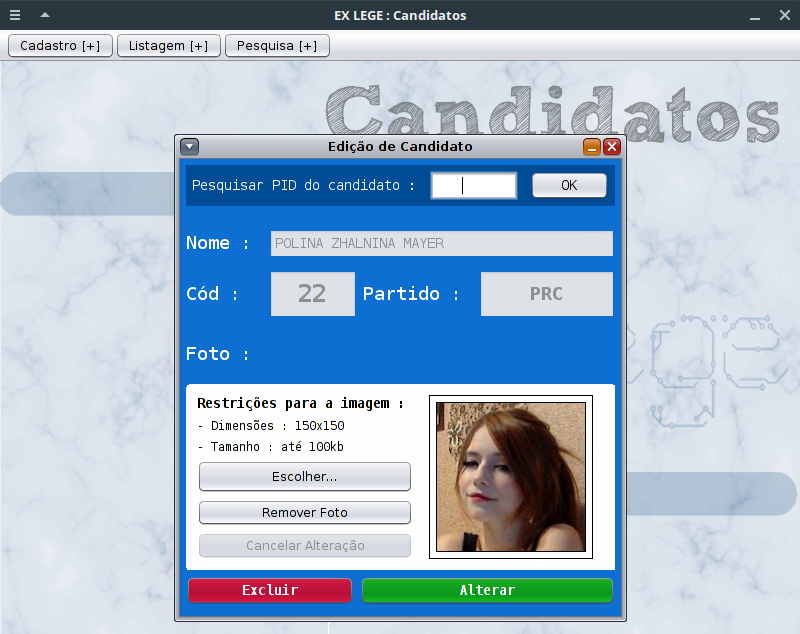 EX LEGE : Candidatos
Cadastro [+] Listagem [+] Pesquisa [+]
Candidatos
Edição de Candidato
Pesquisar PID do candidato : OK
Nome : POLINA ZHALNINA MAYER
Cód : 22 Partido : PRC
Foto :
Restrições para a imagem :
- Dimensões : 150x150
- Tamanho : até 100kb
Escolher...
Remover Foto
Cancelar Alteração
Excluir Alterar